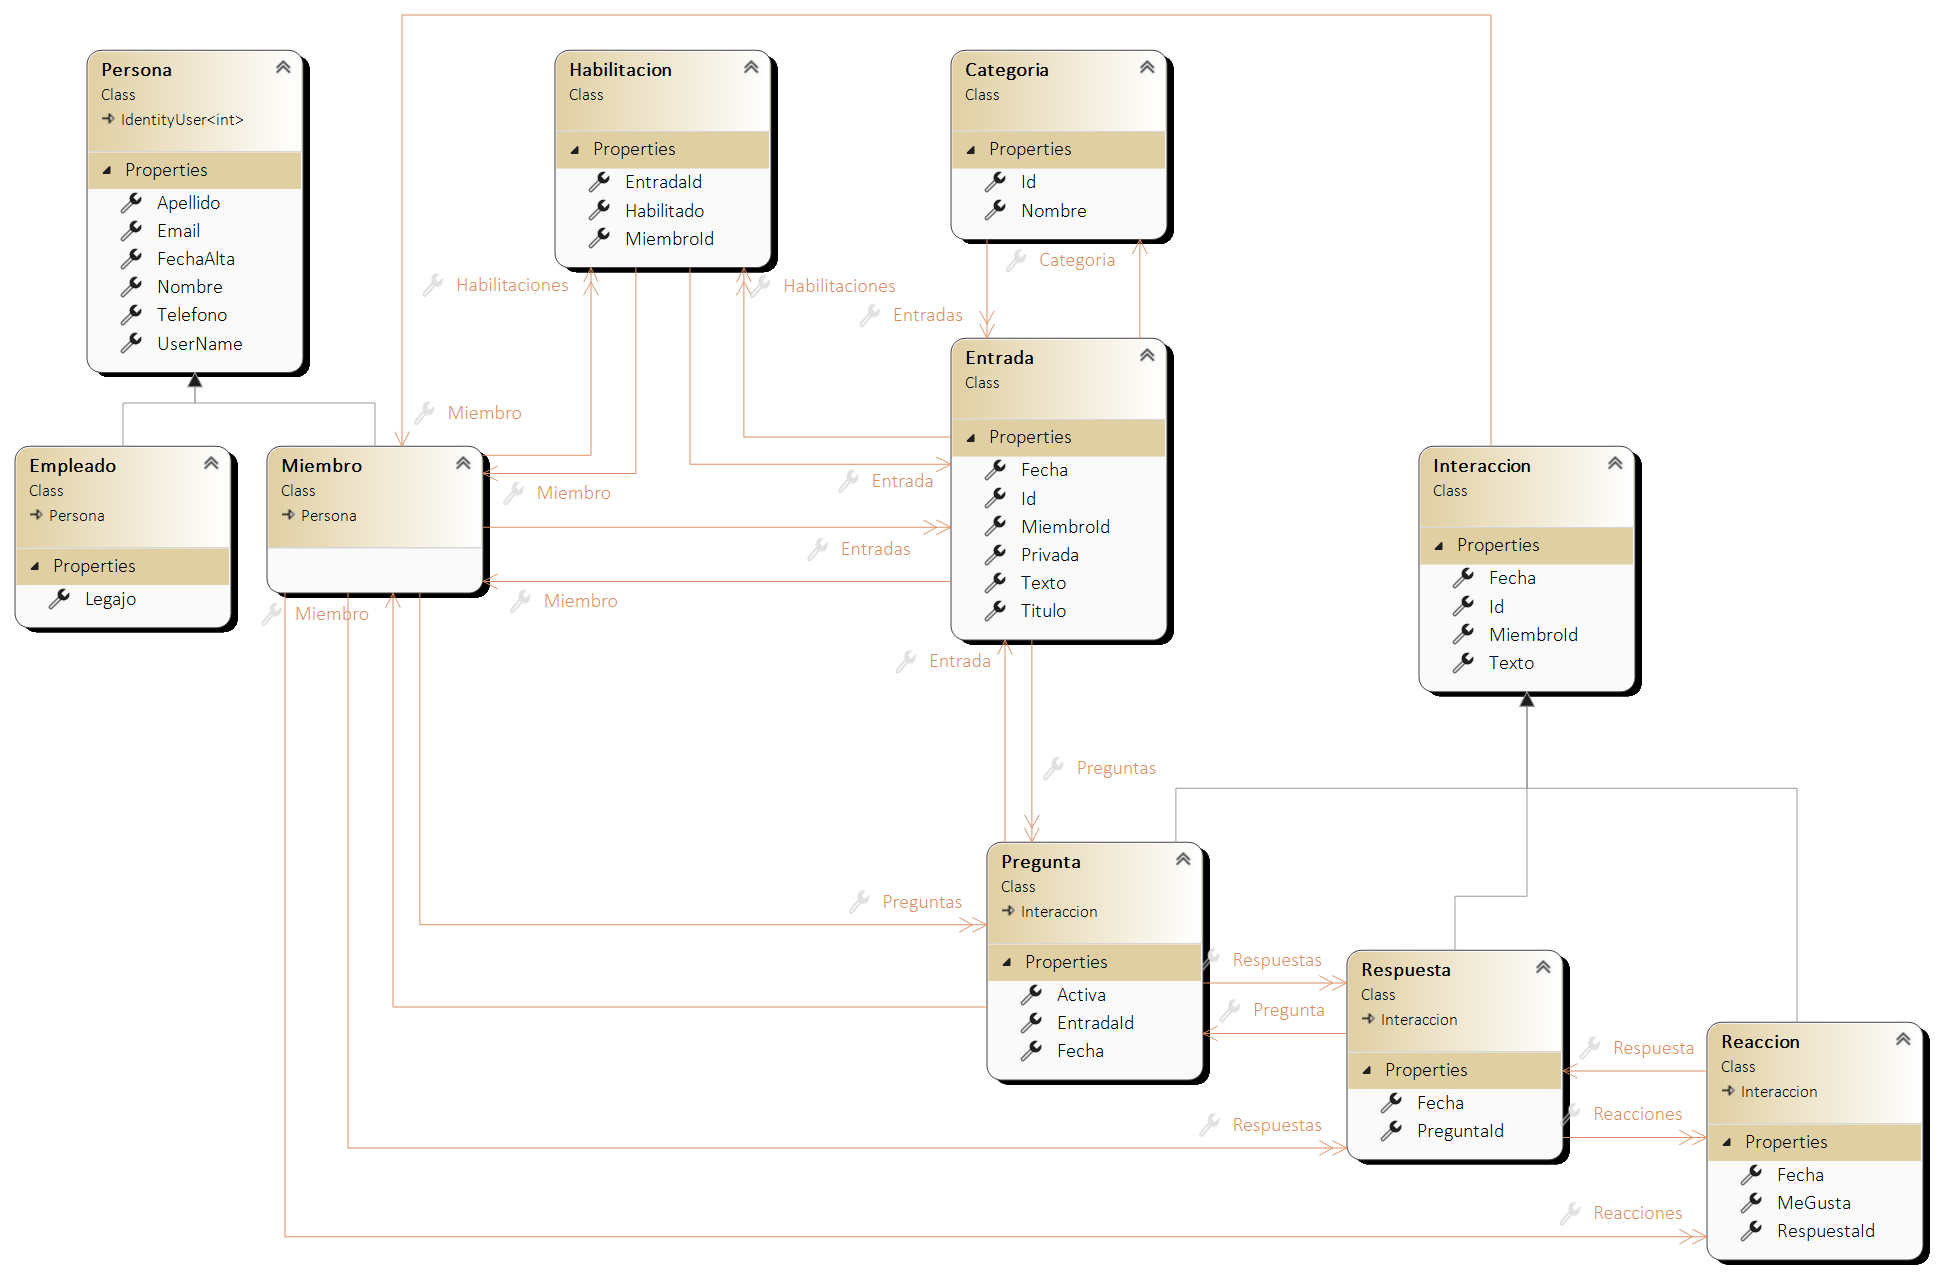 Persona
Class
IdentityUser<int>
Properties
Apellido
Email
FechaAlta
Nombre
Telefono
UserName
Habilitacion
Class
Properties
EntradaId
Habilitado
MiembroId
Categoria
Class
Properties
Id
Nombre
Habilitaciones
Habilitaciones
Categoria
Entradas
Miembro
Entrada
Class
Properties
Fecha
Id
MiembroId
Privada
Texto
Titulo
Empleado
Class
Persona
Properties
Legajo
Miembro
Class
Persona
Miembro
Entrada
Entradas
Miembro
Miembro
Interaccion
Class
Properties
Fecha
Id
MiembroId
Texto
Entrada
Preguntas
Preguntas
Pregunta
Class
Interaccion
Properties
Activa
EntradaId
Fecha
Respuestas
Pregunta
Respuestas
Respuesta
Class
Interaccion
Properties
Fecha
PreguntaId
Respuesta
Reacciones
Reacciones
Reaccion
Class
Interaccion
Properties
Fecha
MeGusta
RespuestaId